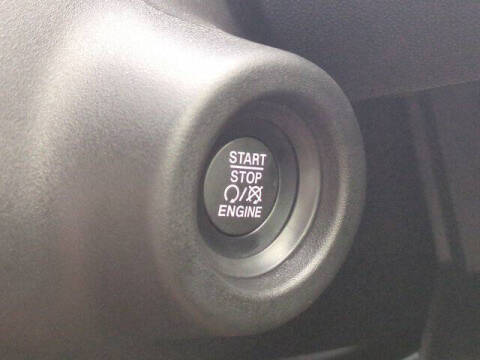 START
STOP
/
ENGINE